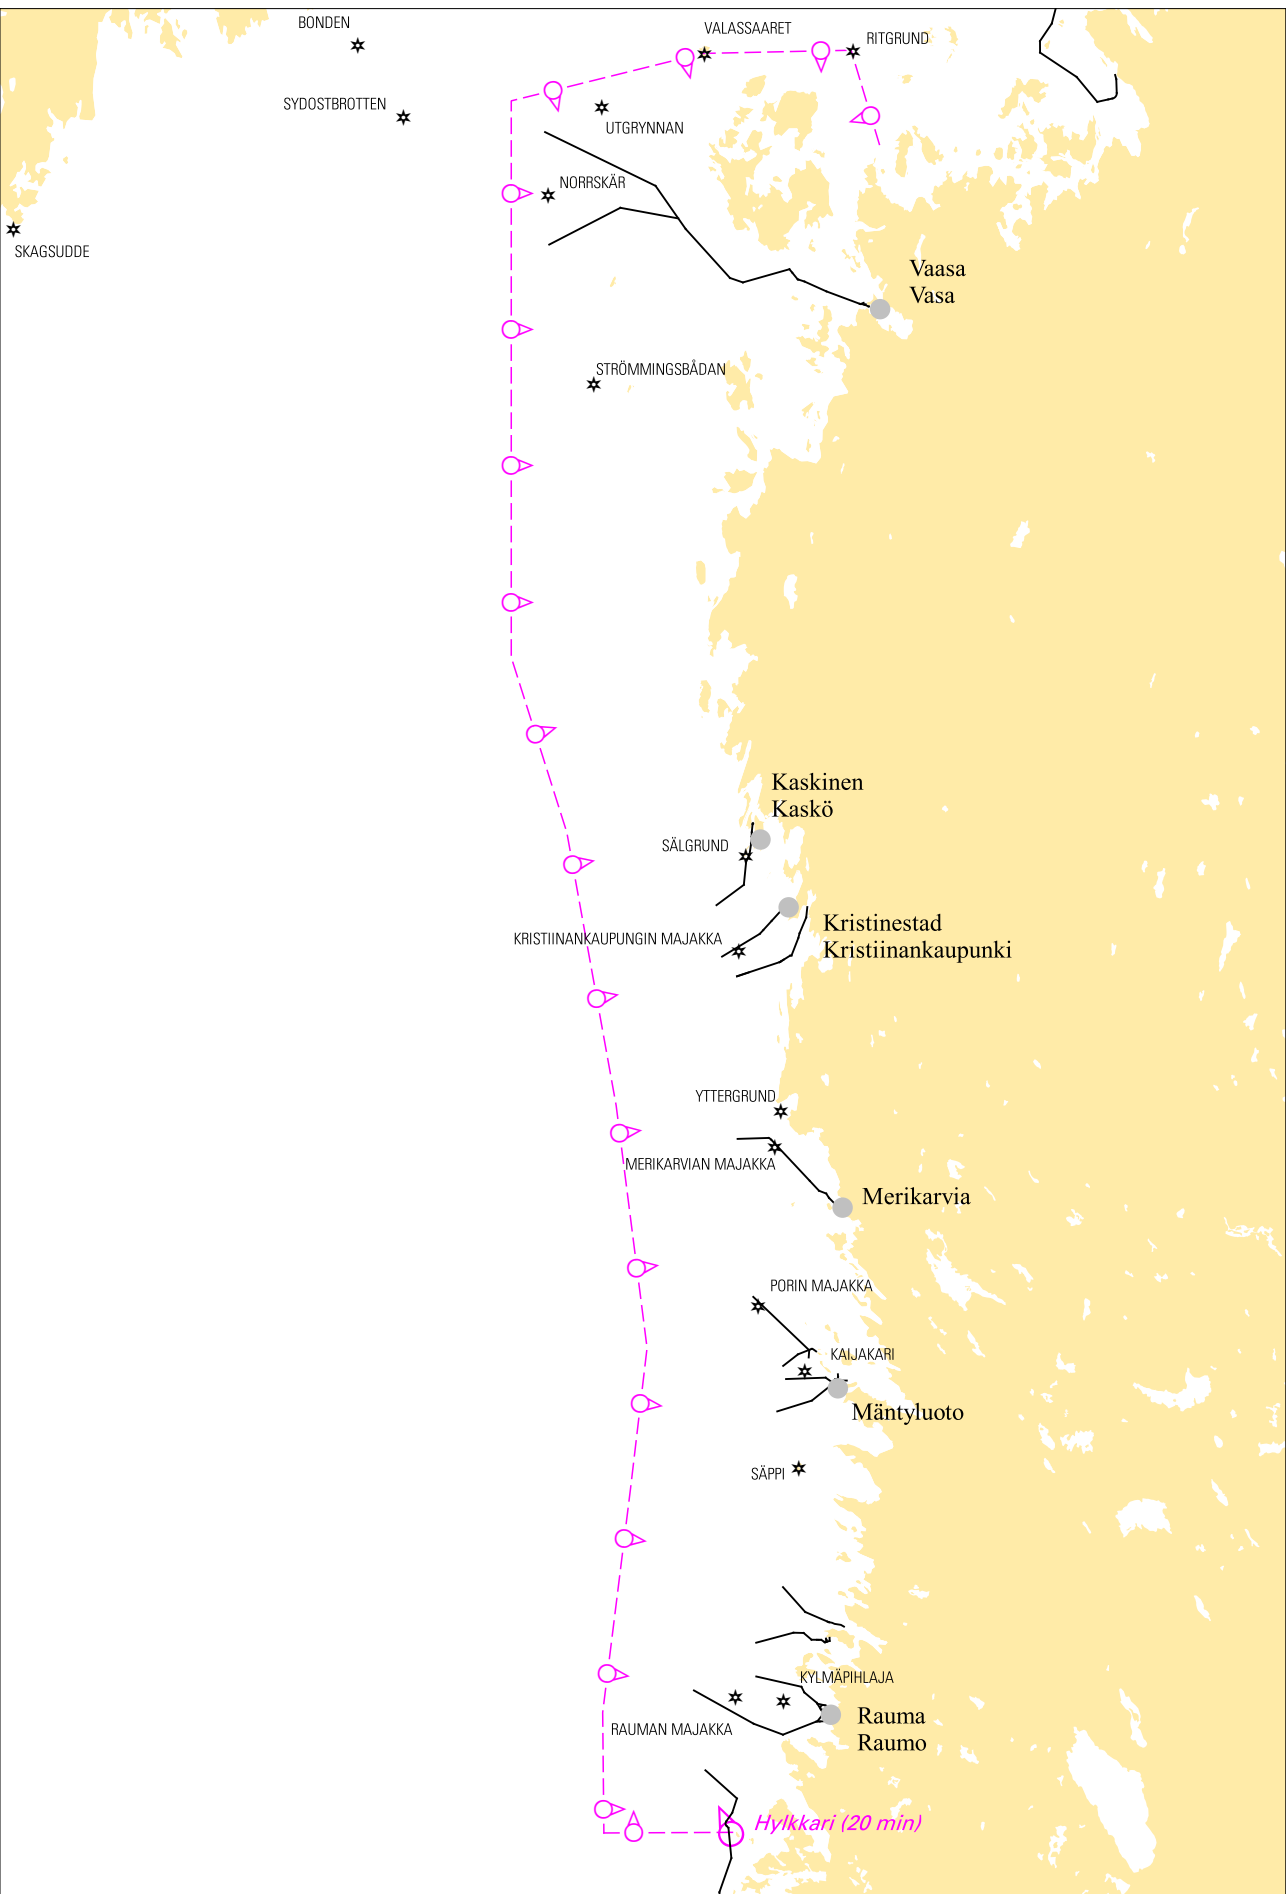 BONDEN
VALASSAARET
RITGRUND
SYDOSTBROTTEN
UTGRYNNAN
NORRSKÄR
SKAGSUDDE
Vaasa
Vasa
STRÖMMINGSBÅDAN
Kaskinen
Kaskö
SÄLGRUND
Kristinestad
KRISTIINANKAUPUNGIN MAJAKKA
Kristiinankaupunki
YTTERGRUND
MERIKARVIAN MAJAKKA
Merikarvia
PORIN MAJAKKA
KAIJAKARI
Mäntyluoto
SÄPPI
KYLMÄPIHLAJA
RAUMAN MAJAKKA
Rauma
Raumo
Hylkkari (20 min)